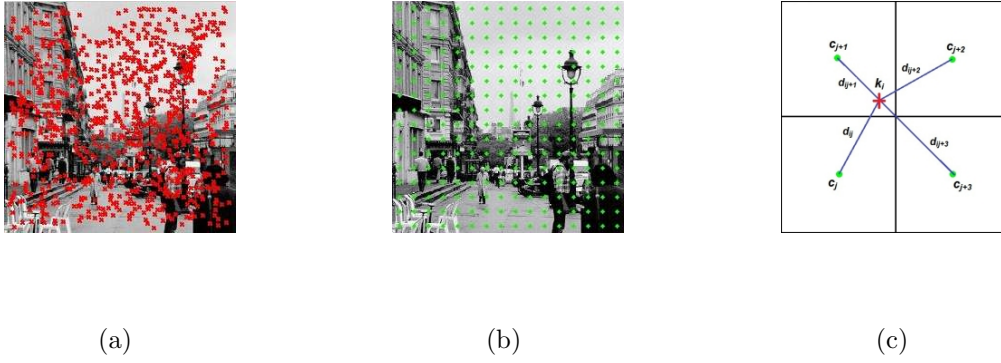 c_{j+1}
c_{j+2}
d_{ij+2}
d_{ij+1}
k_i
d_{ij}
d_{ij+3}
c_j
c_{j+3}
(a)
(b)
(c)